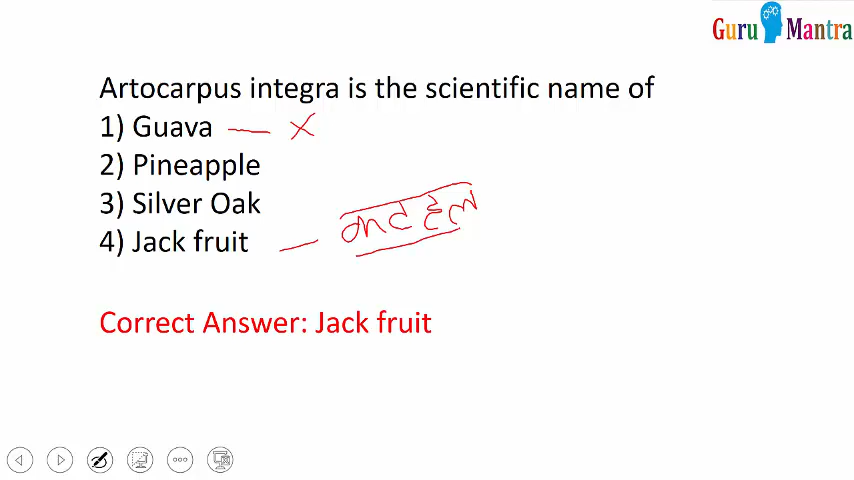 Guru Mantra
Artocarpus integra is the scientific name of
1) Guava — X
2) Pineapple
3) Silver Oak
4) Jack fruit — कटहल
Correct Answer: Jack fruit